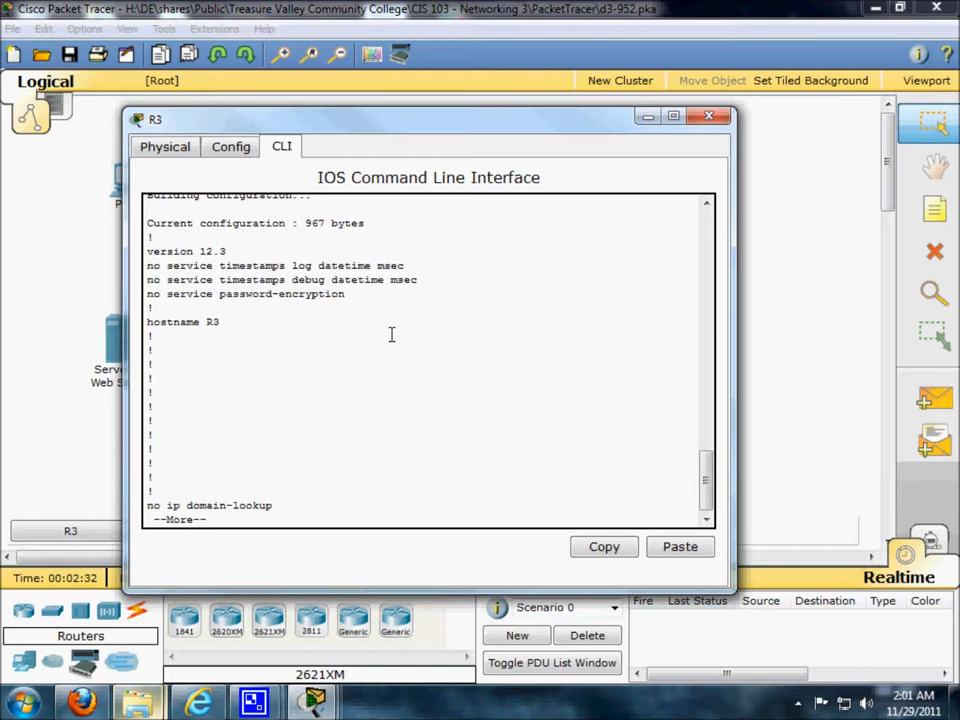 Cisco Packet Tracer - H:\DE\shares\Public\Treasure Valley Community College\CIS 103 - Networking 3\PacketTracer\d3-952.pka
File Edit Options View Tools Extensions Help
Logical [Root] New Cluster Move Object Set Tiled Background Viewport
R3
Physical Config CLI
IOS Command Line Interface
Building configuration...
Current configuration : 967 bytes
!
version 12.3
no service timestamps log datetime msec
no service timestamps debug datetime msec
no service password-encryption
!
hostname R3
!
!
!
!
!
!
!
!
!
!
!
!
no ip domain-lookup
--More--
Copy Paste
P
Serve
Web S
R3
Time: 00:02:32
Realtime
Routers
1841 2620XM 2621XM 2811 Generic Generic
2621XM
Scenario 0
New Delete
Toggle PDU List Window
Fire Last Status Source Destination Type Color
2:01 AM
11/29/2011